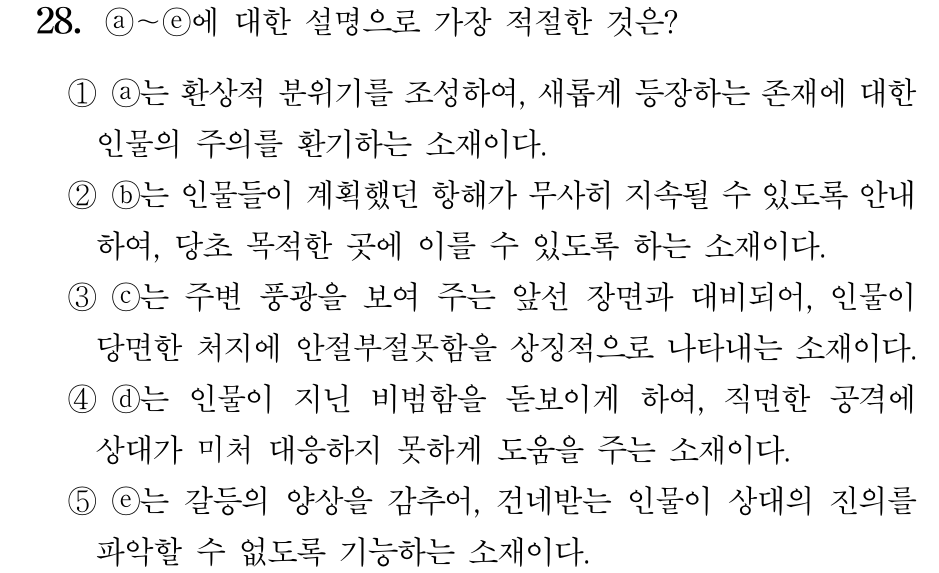 28. ⓐ~ⓔ에 대한 설명으로 가장 적절한 것은?
① ⓐ는 환상적 분위기를 조성하여, 새롭게 등장하는 존재에 대한
인물의 주의를 환기하는 소재이다.
② ⓑ는 인물들이 계획했던 항해가 무사히 지속될 수 있도록 안내
하여, 당초 목적한 곳에 이를 수 있도록 하는 소재이다.
③ ⓒ는 주변 풍광을 보여 주는 앞선 장면과 대비되어, 인물이
당면한 처지에 안절부절못함을 상징적으로 나타내는 소재이다.
④ ⓓ는 인물이 지닌 비범함을 돋보이게 하여, 직면한 공격에
상대가 미처 대응하지 못하게 도움을 주는 소재이다.
⑤ ⓔ는 갈등의 양상을 감추어, 건네받는 인물이 상대의 진의를
파악할 수 없도록 기능하는 소재이다.